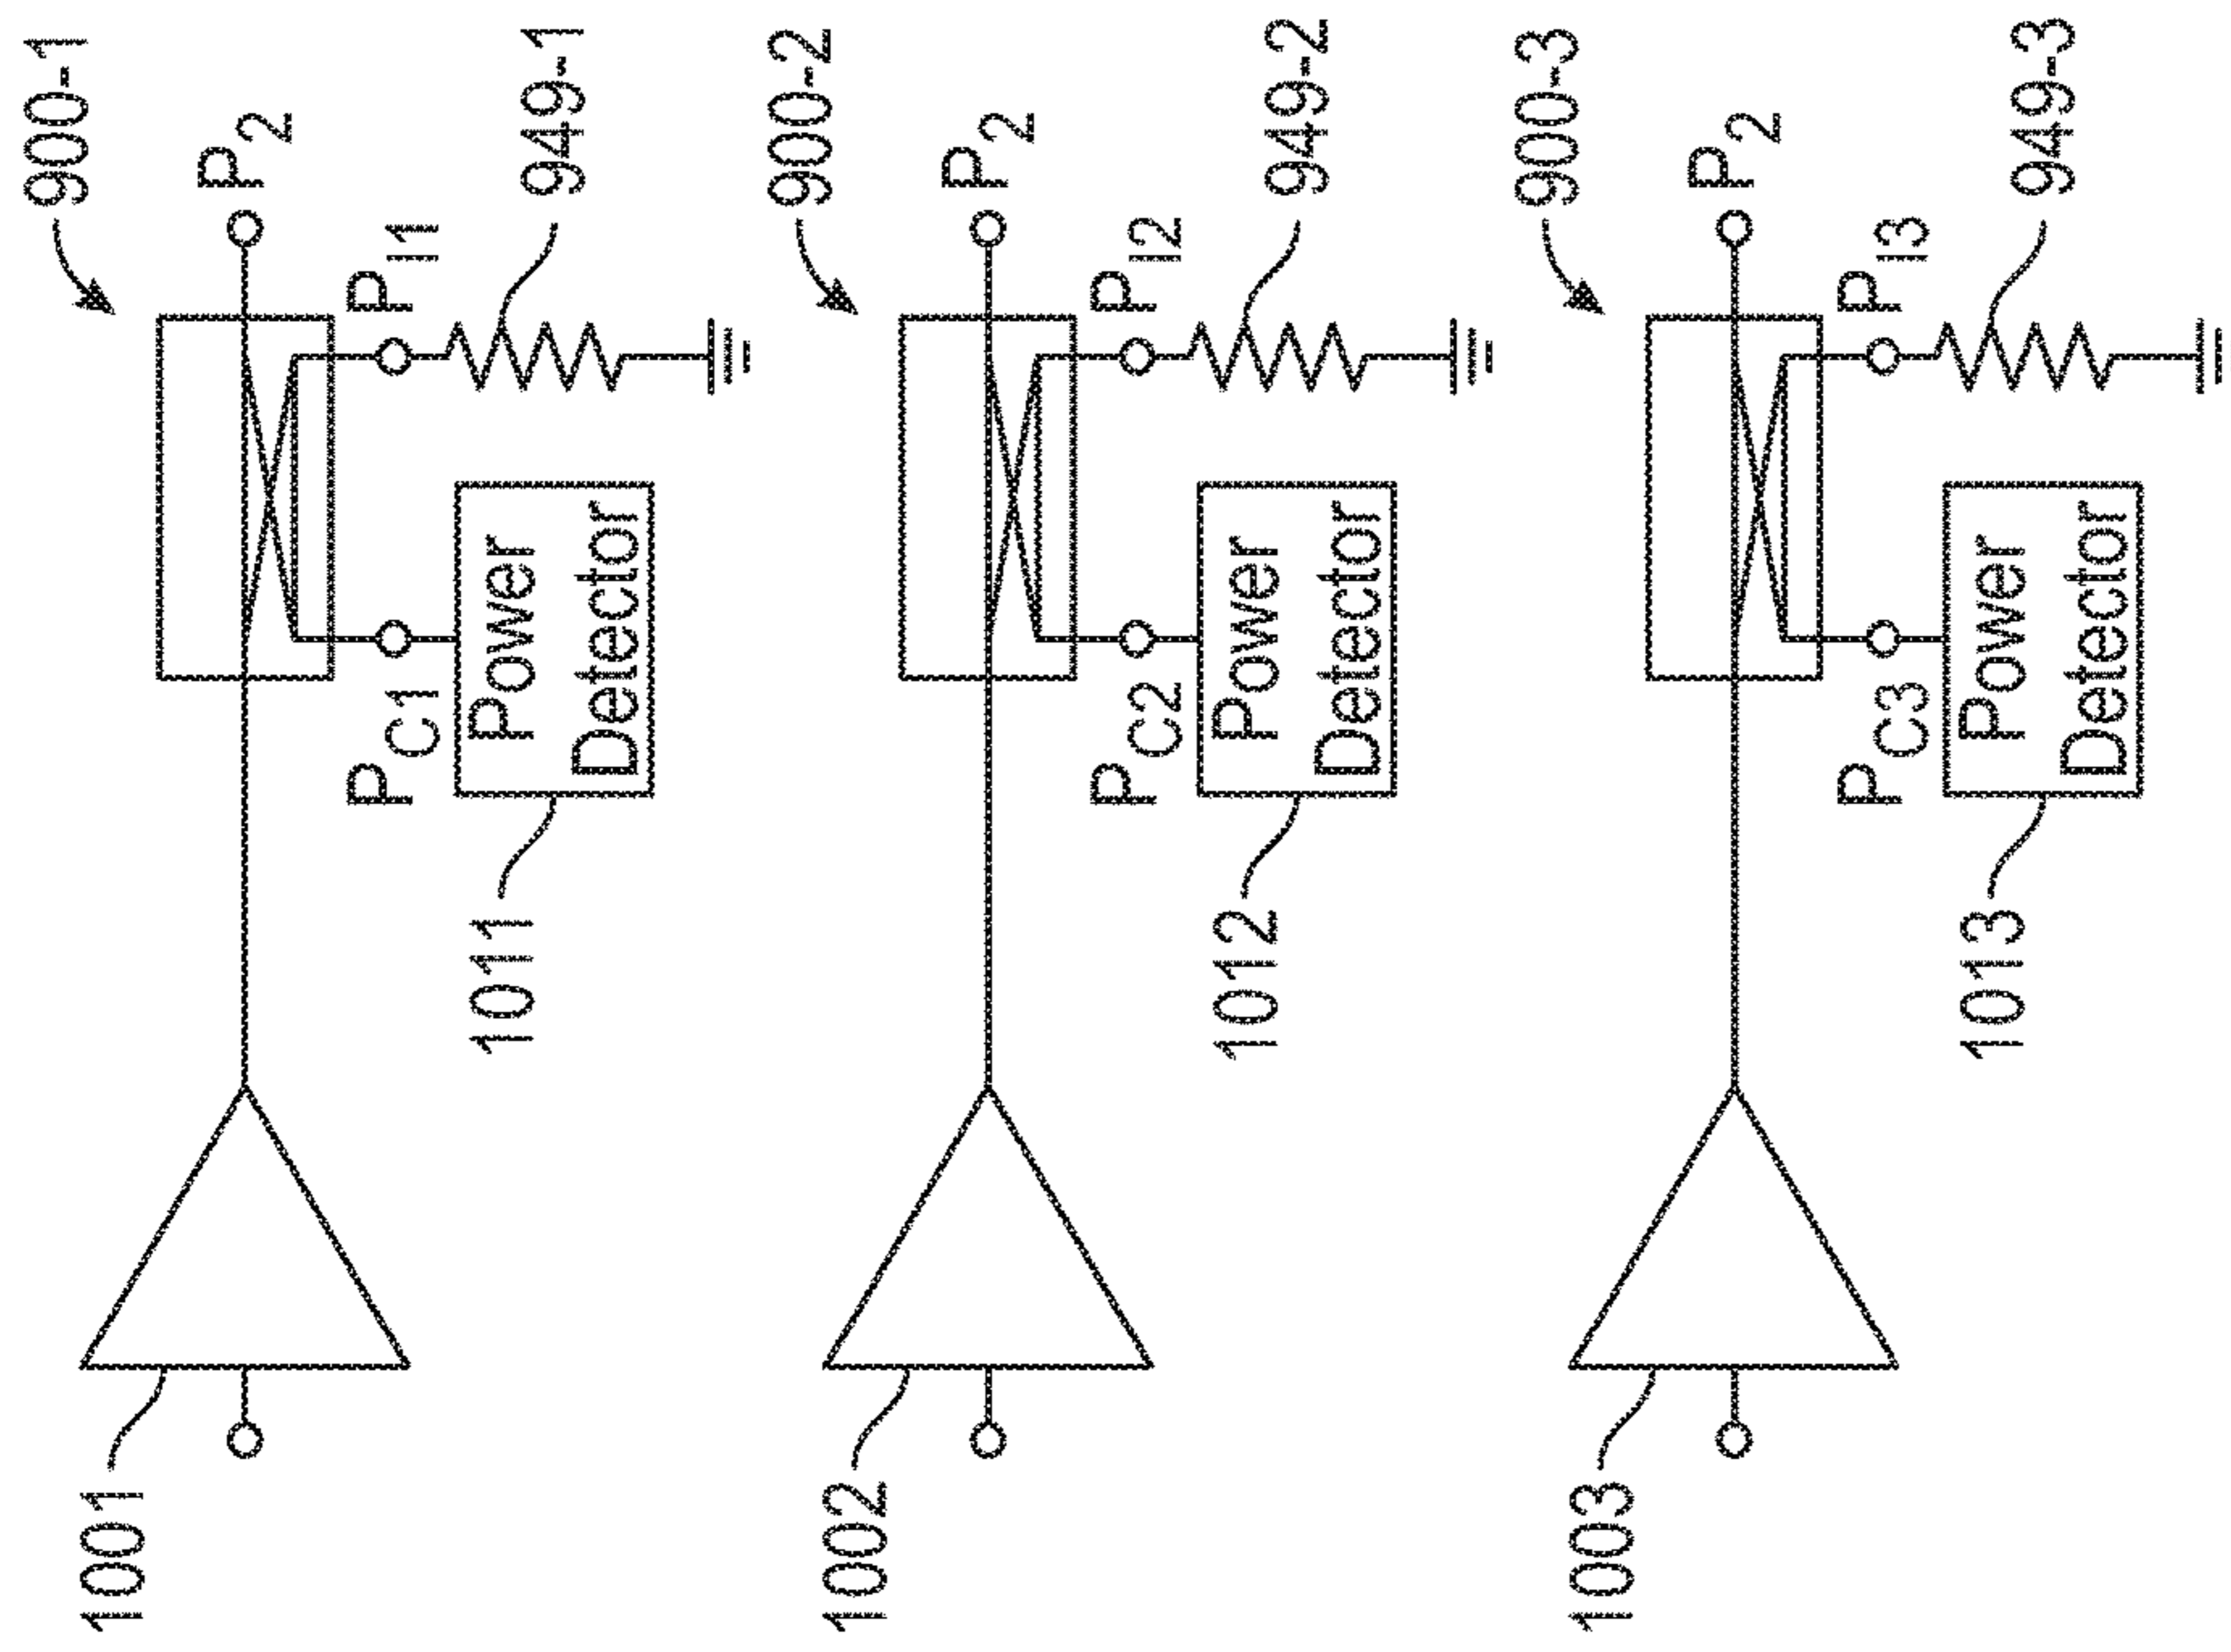 900-1
P2
949-1
PI1
PC1
Power
Detector
1011
1001
900-2
P2
949-2
PI2
PC2
Power
Detector
1012
1002
900-3
P2
949-3
PI3
PC3
Power
Detector
1013
1003